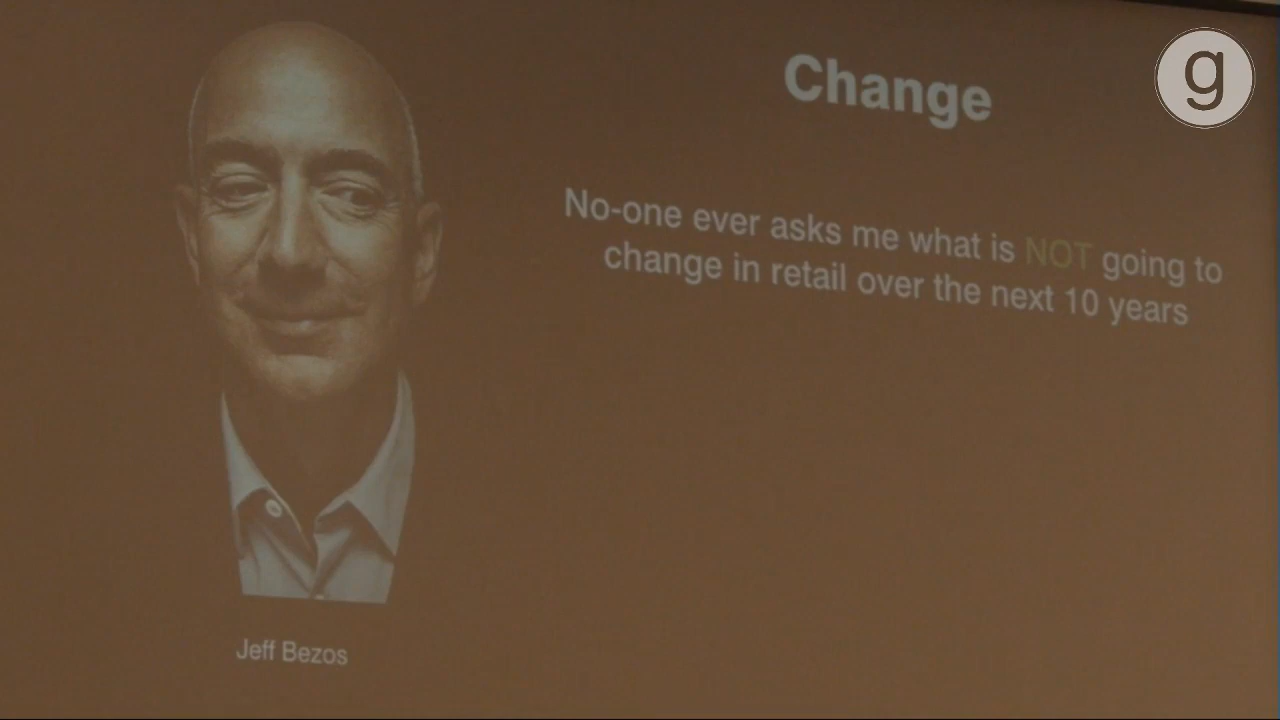 g
Change
No-one ever asks me what is NOT going to
change in retail over the next 10 years
Jeff Bezos